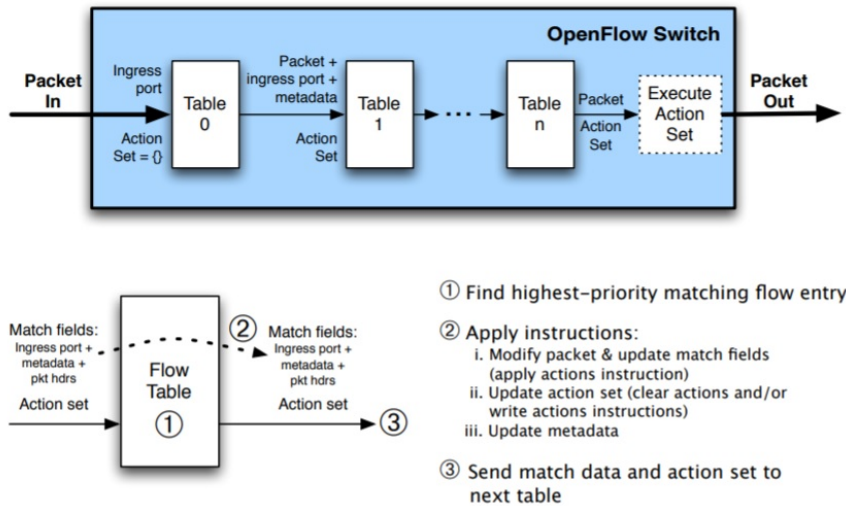 OpenFlow Switch
Packet
In
Ingress
port
Action
Set = {}
Table
0
Packet +
ingress port +
metadata
Action
Set
Table
1
...
Table
n
Packet
Action
Set
Execute
Action
Set
Packet
Out
Match fields:
Ingress port +
metadata +
pkt hdrs
Action set
Flow
Table
①
②
Match fields:
Ingress port +
metadata +
pkt hdrs
Action set
③
① Find highest-priority matching flow entry
② Apply instructions:
i. Modify packet & update match fields
(apply actions instruction)
ii. Update action set (clear actions and/or
write actions instructions)
iii. Update metadata
③ Send match data and action set to
next table